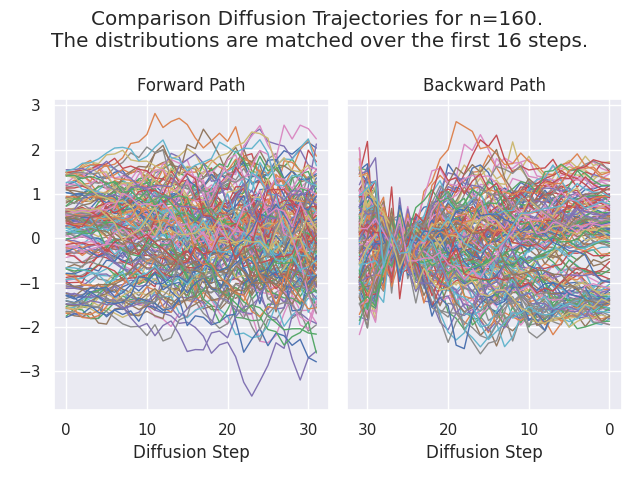 Comparison Diffusion Trajectories for n=160.
The distributions are matched over the first 16 steps.
Forward Path
Backward Path
3
2
1
0
−1
−2
−3
0 10 20 30
30 20 10 0
Diffusion Step
Diffusion Step